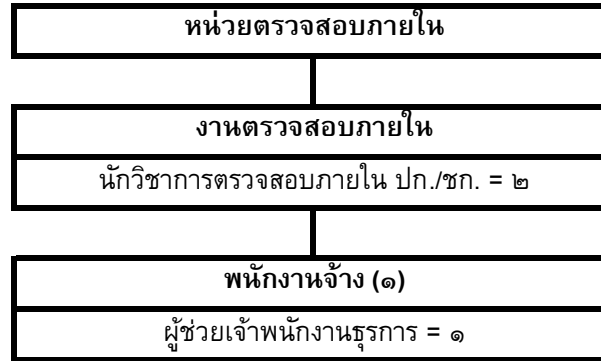 หน่วยตรวจสอบภายใน
งานตรวจสอบภายใน
นักวิชาการตรวจสอบภายใน ปก./ชก. = ๒
พนักงานจ้าง (๑)
ผู้ช่วยเจ้าพนักงานธุรการ = ๑